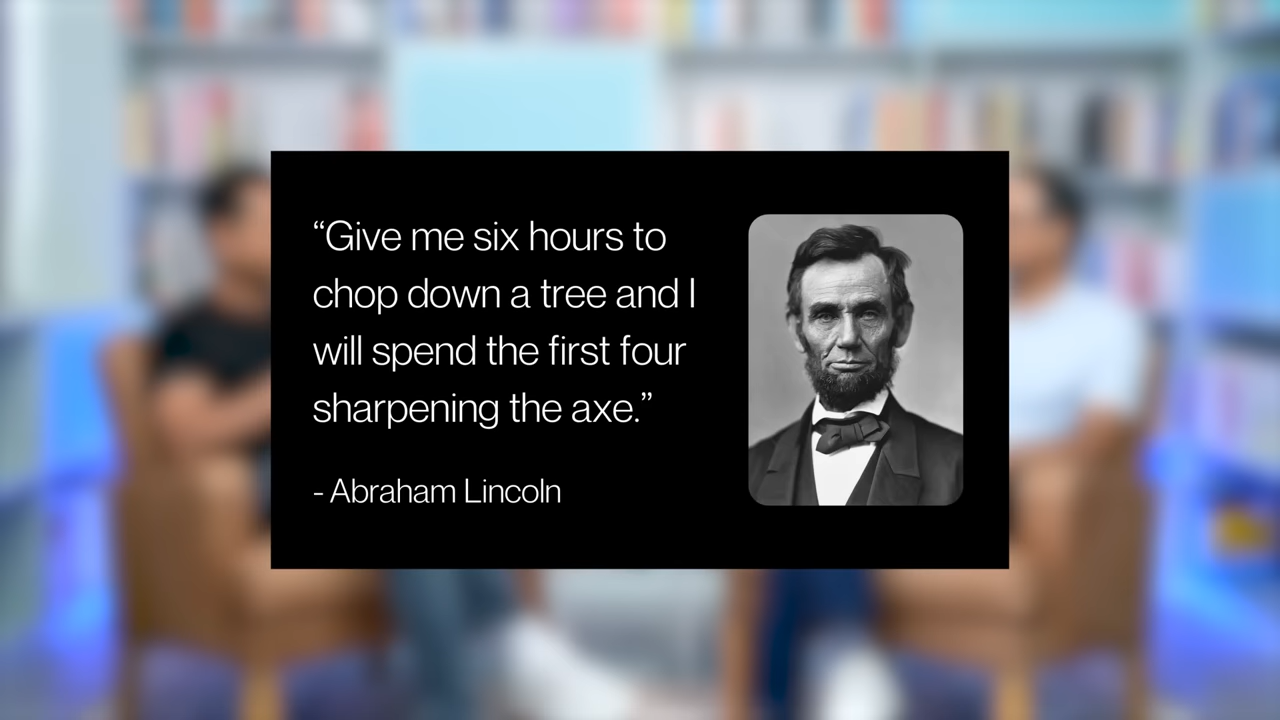 “Give me six hours to
chop down a tree and I
will spend the first four
sharpening the axe.”
- Abraham Lincoln